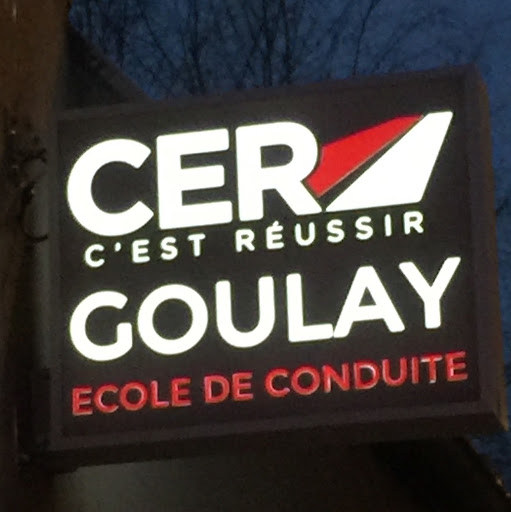 CER
C'EST RÉUSSIR
GOULAY
ECOLE DE CONDUITE